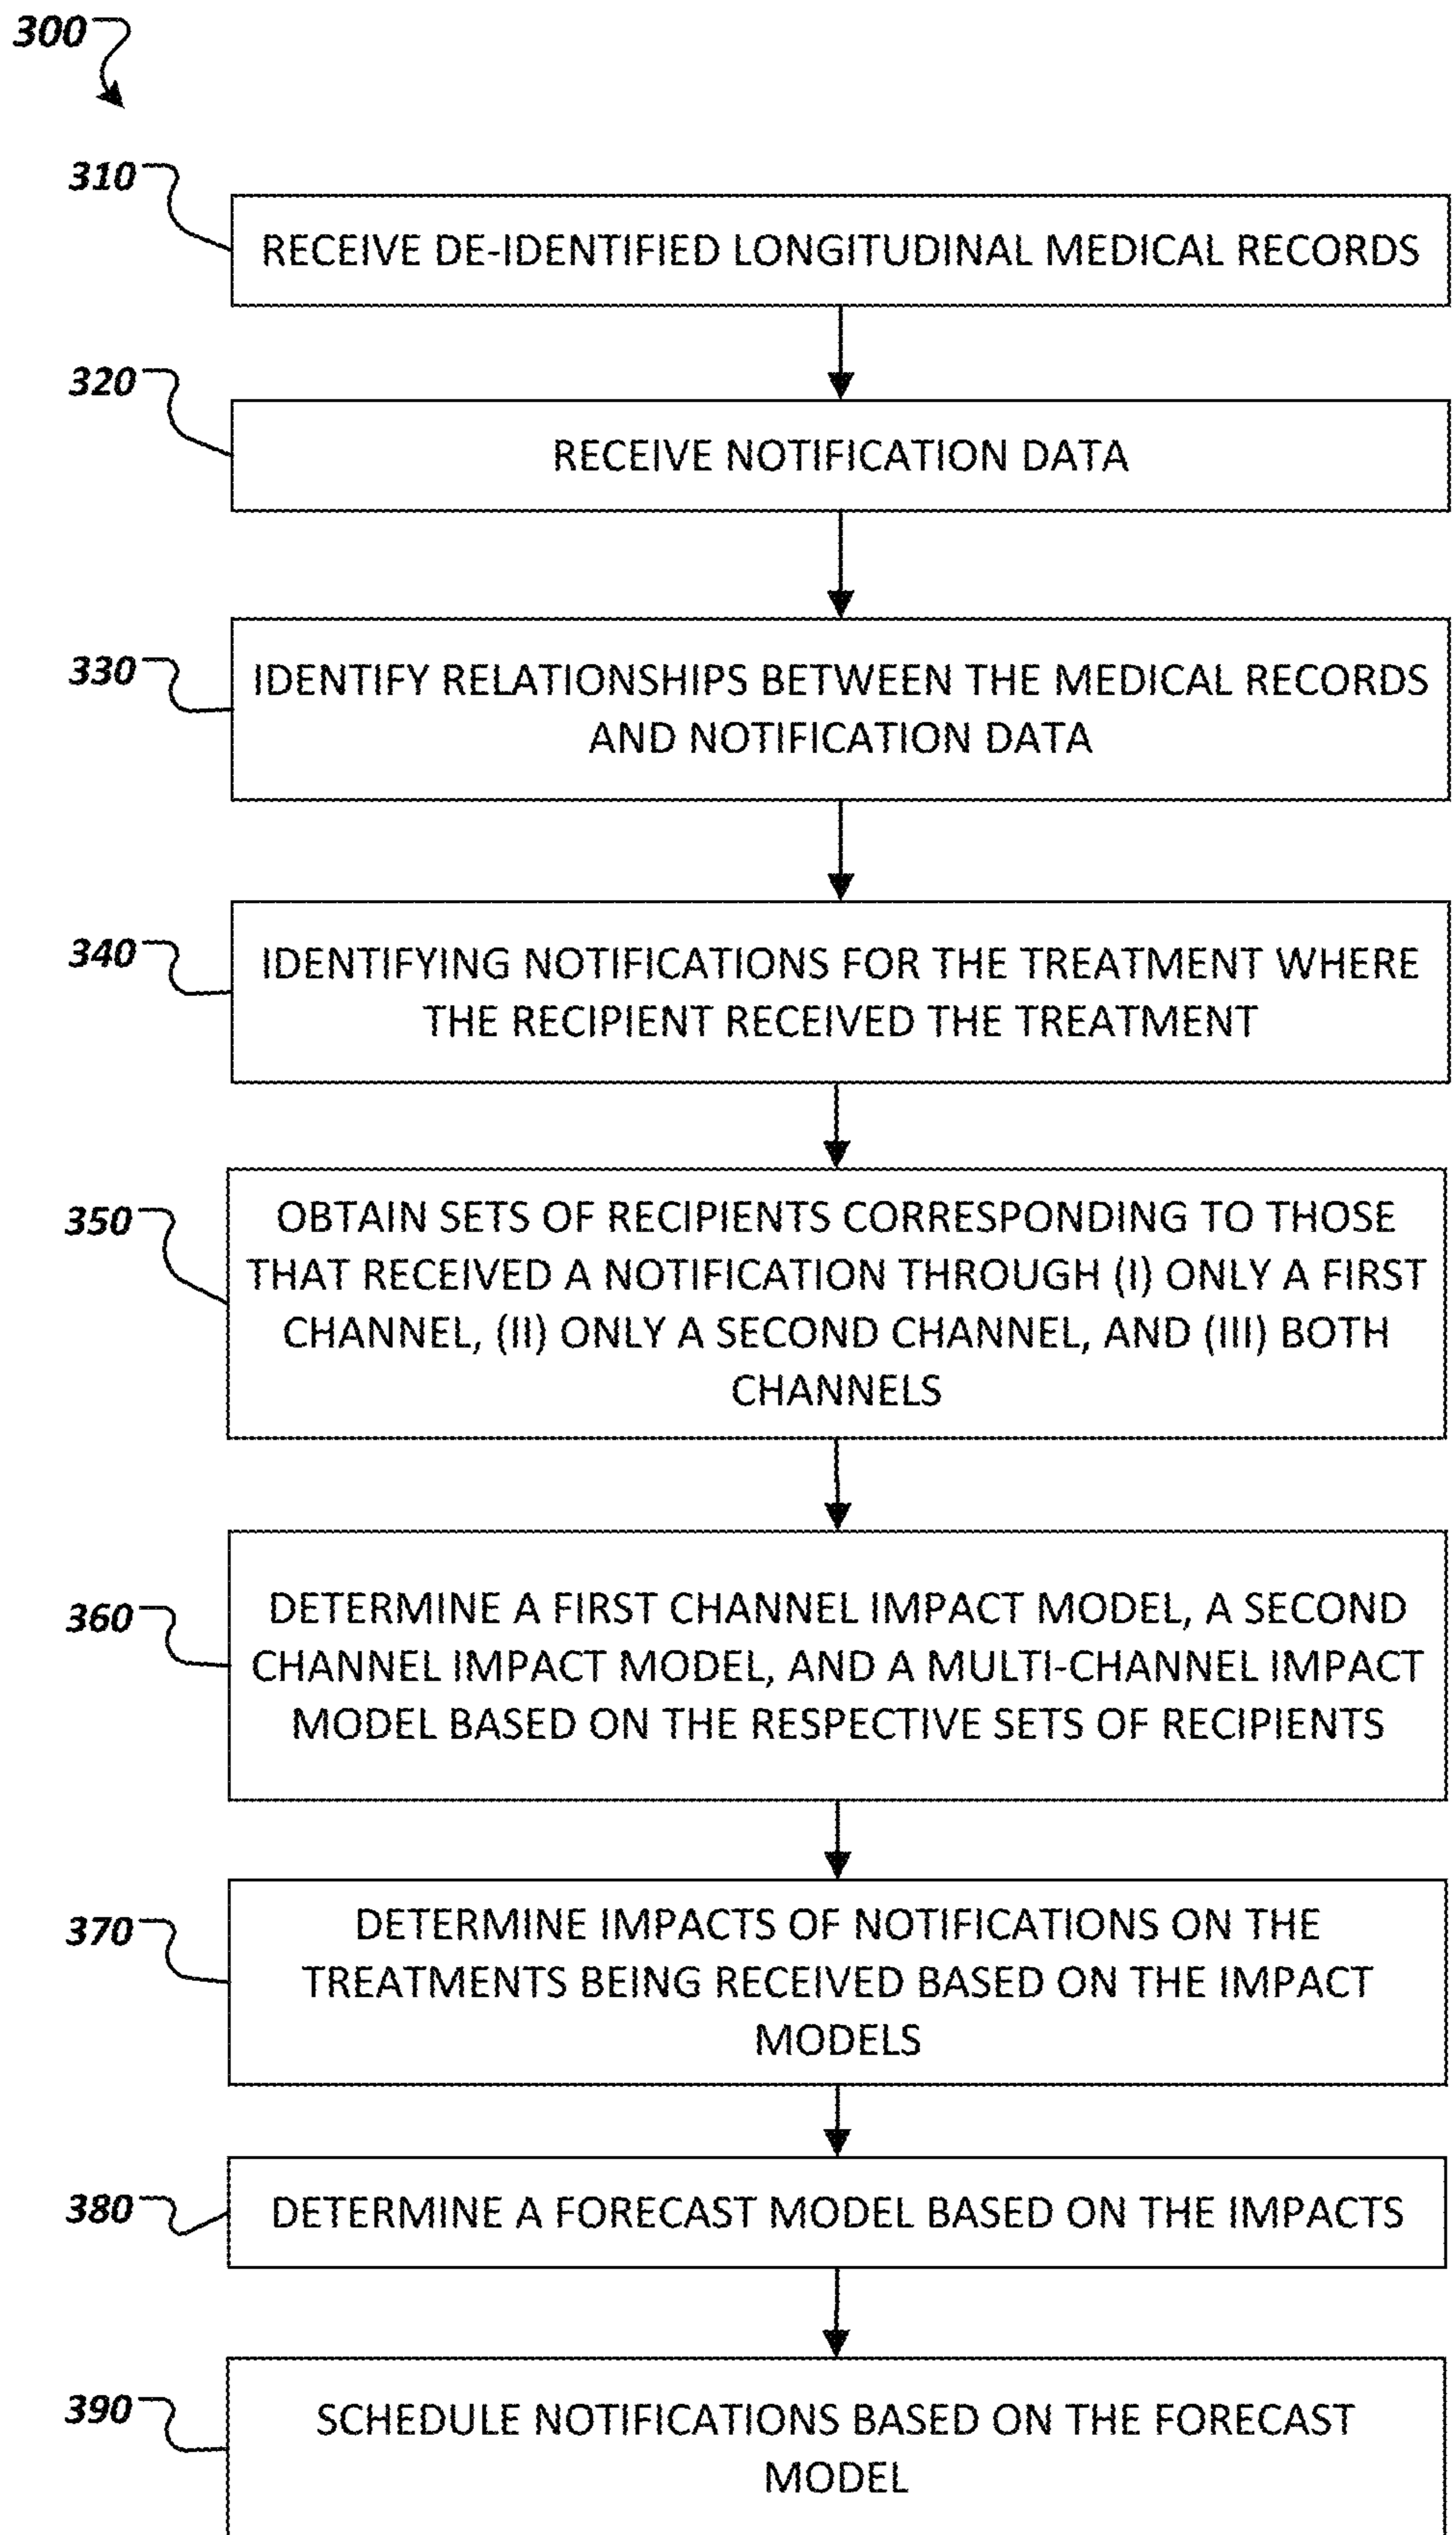 300
310
RECEIVE DE-IDENTIFIED LONGITUDINAL MEDICAL RECORDS
320
RECEIVE NOTIFICATION DATA
330
IDENTIFY RELATIONSHIPS BETWEEN THE MEDICAL RECORDS
AND NOTIFICATION DATA
340
IDENTIFYING NOTIFICATIONS FOR THE TREATMENT WHERE
THE RECIPIENT RECEIVED THE TREATMENT
350
OBTAIN SETS OF RECIPIENTS CORRESPONDING TO THOSE
THAT RECEIVED A NOTIFICATION THROUGH (I) ONLY A FIRST
CHANNEL, (II) ONLY A SECOND CHANNEL, AND (III) BOTH
CHANNELS
360
DETERMINE A FIRST CHANNEL IMPACT MODEL, A SECOND
CHANNEL IMPACT MODEL, AND A MULTI-CHANNEL IMPACT
MODEL BASED ON THE RESPECTIVE SETS OF RECIPIENTS
370
DETERMINE IMPACTS OF NOTIFICATIONS ON THE
TREATMENTS BEING RECEIVED BASED ON THE IMPACT
MODELS
380
DETERMINE A FORECAST MODEL BASED ON THE IMPACTS
390
SCHEDULE NOTIFICATIONS BASED ON THE FORECAST
MODEL